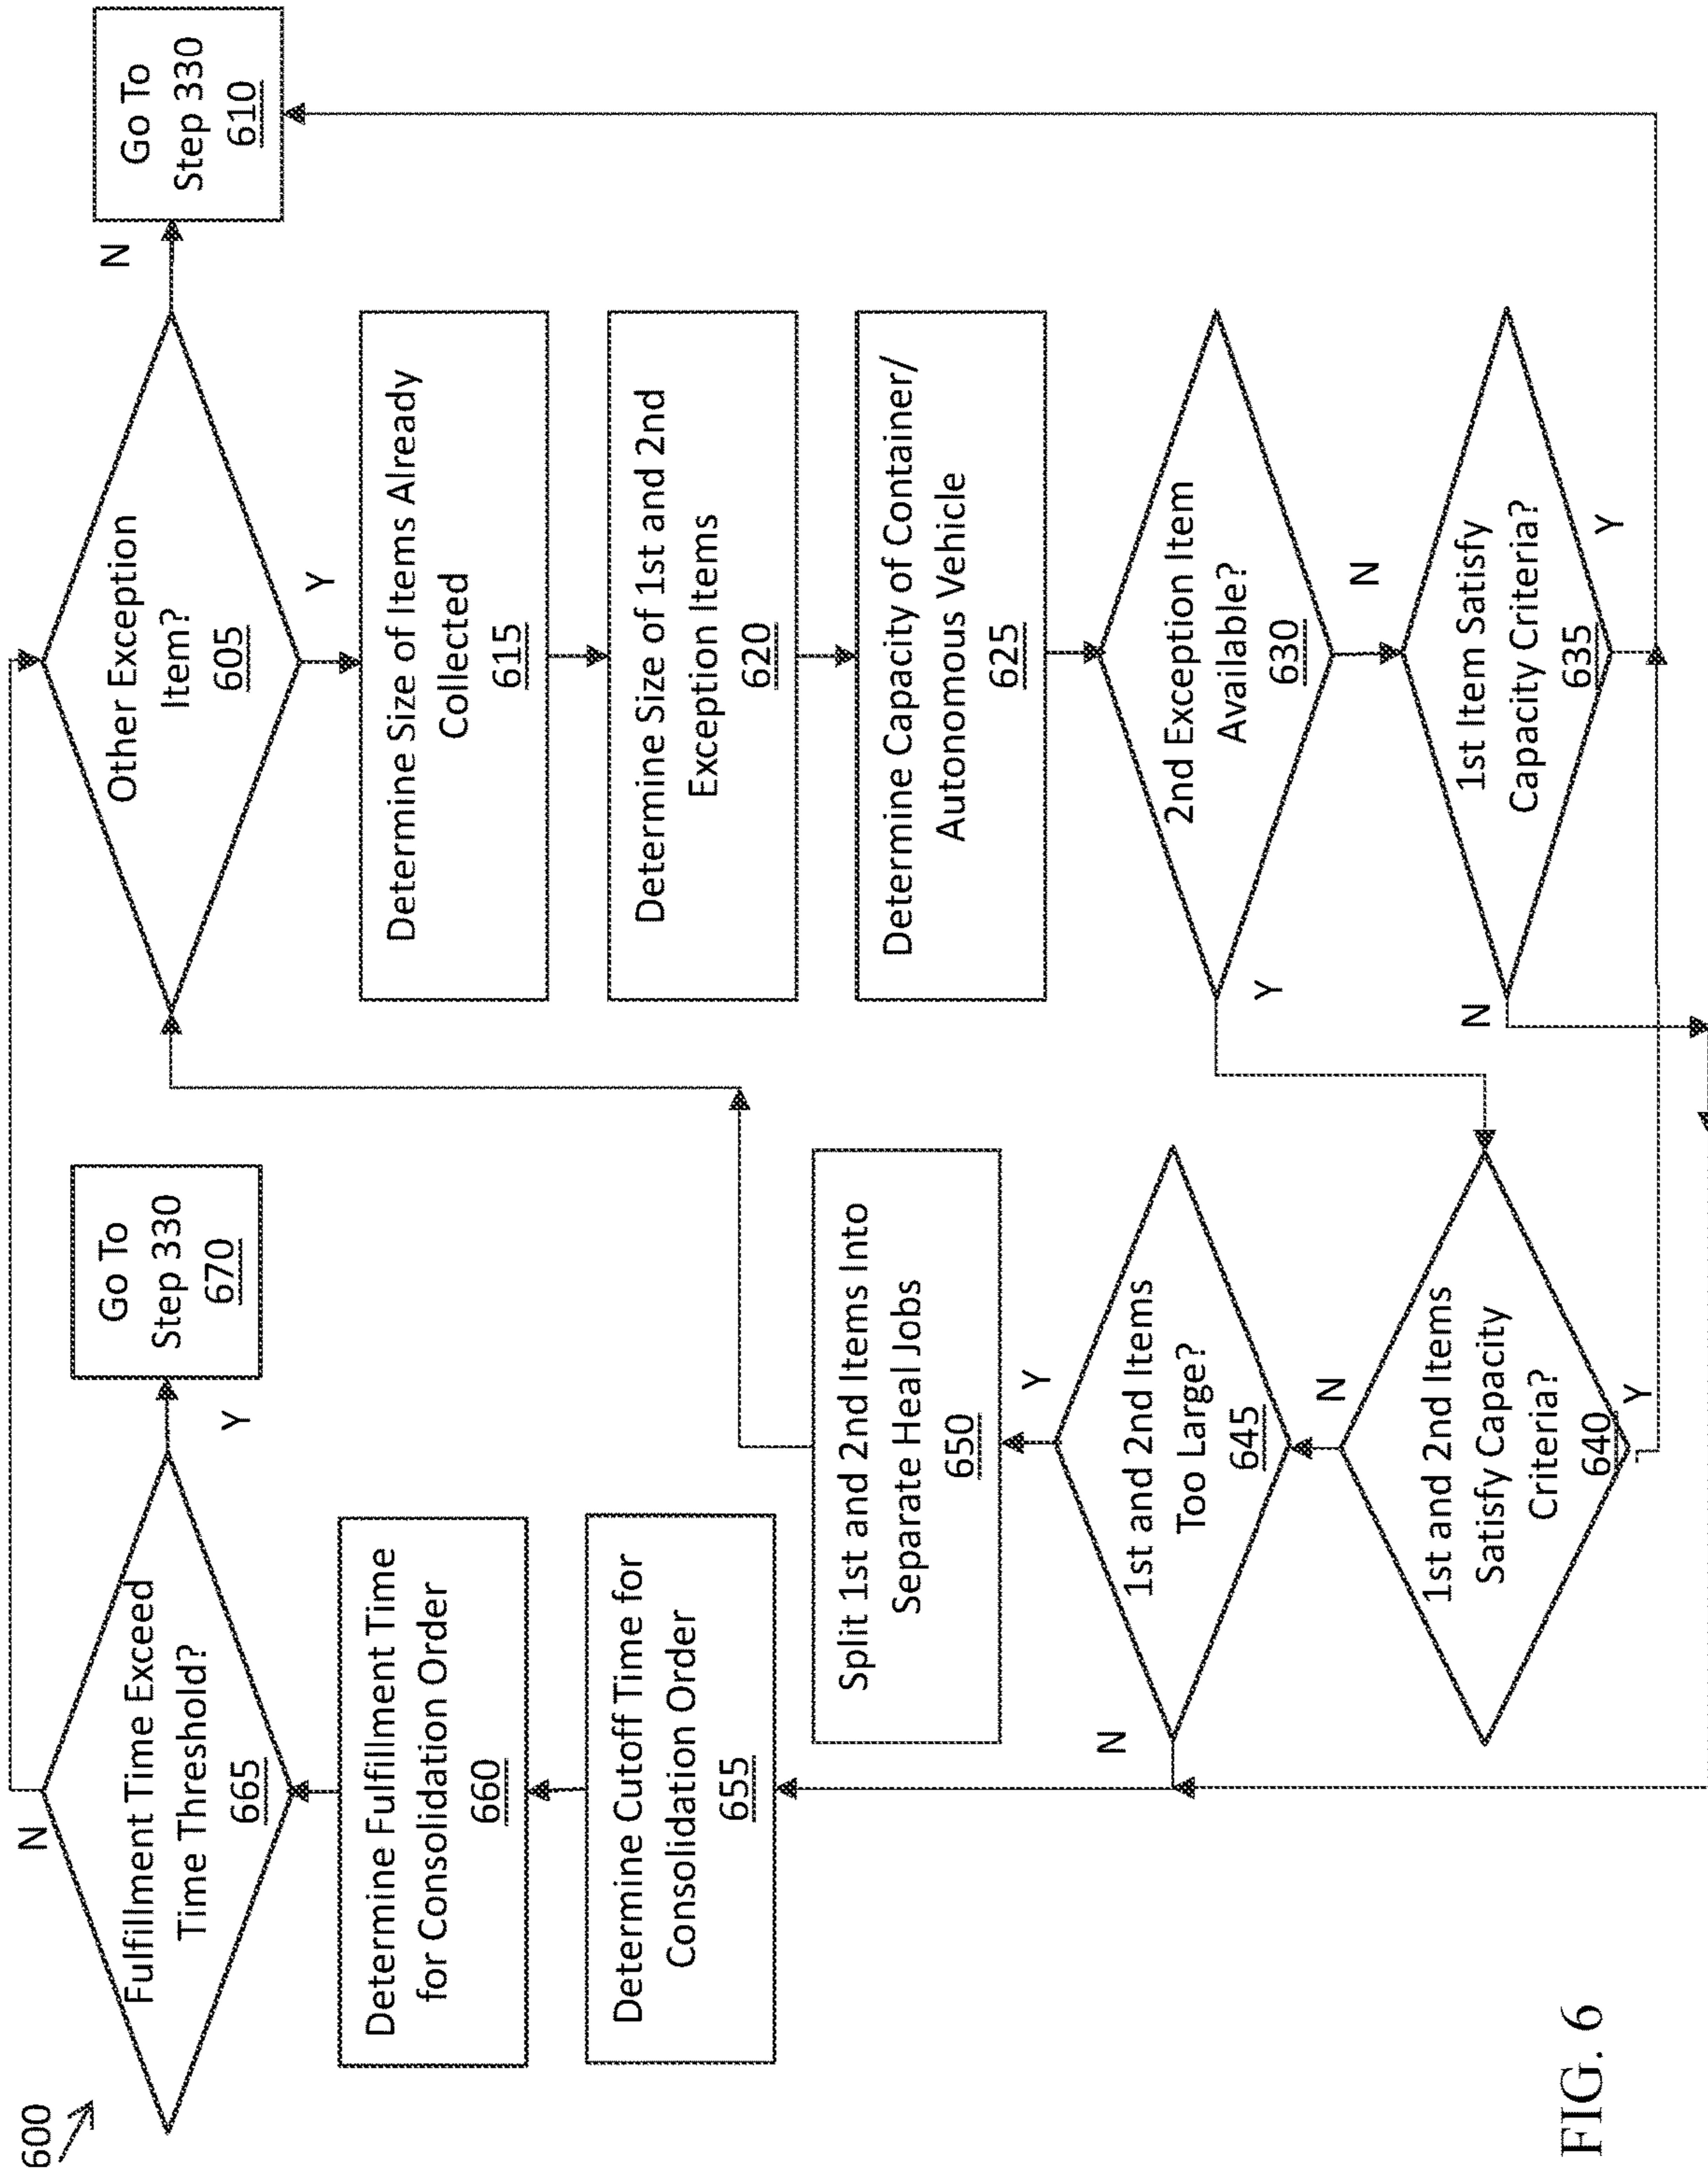 600
Fulfillment Time Exceed
Time Threshold?
665
N
Y
Go To
Step 330
670
Determine Fulfillment Time
for Consolidation Order
660
Determine Cutoff Time for
Consolidation Order
655
Split 1st and 2nd Items Into
Separate Heal Jobs
650
N
Y
1st and 2nd Items
Too Large?
645
N
1st and 2nd Items
Satisfy Capacity
Criteria?
640
Y
Other Exception
Item?
605
N
Y
Go To
Step 330
610
Determine Size of Items Already
Collected
615
Determine Size of 1st and 2nd
Exception Items
620
Determine Capacity of Container/
Autonomous Vehicle
625
2nd Exception Item
Available?
630
Y
N
1st Item Satisfy
Capacity Criteria?
635
N
Y
FIG. 6